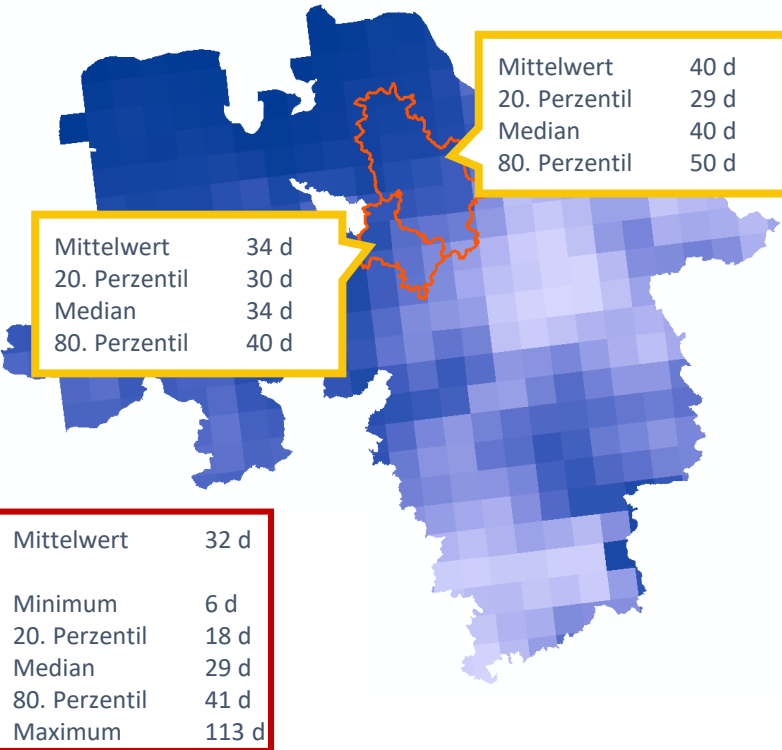 Mittelwert 40 d
20. Perzentil 29 d
Median 40 d
80. Perzentil 50 d
Mittelwert 34 d
20. Perzentil 30 d
Median 34 d
80. Perzentil 40 d
Mittelwert 32 d
Minimum 6 d
20. Perzentil 18 d
Median 29 d
80. Perzentil 41 d
Maximum 113 d